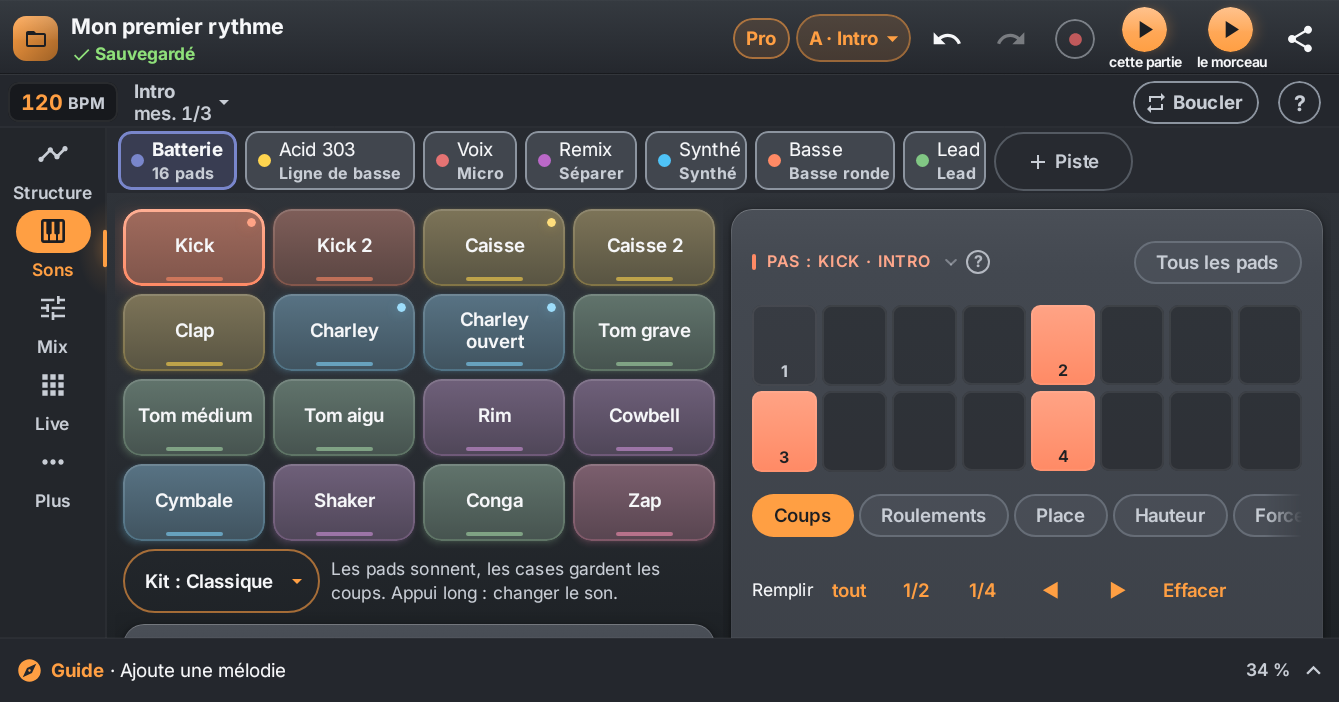 Mon premier rythme
Sauvegardé
Pro
A · Intro
cette partie
le morceau
120 BPM
Intro
mes. 1/3
Boucler
?
Structure
Sons
Mix
Live
Plus
Batterie
16 pads
Acid 303
Ligne de basse
Voix
Micro
Remix
Séparer
Synthé
Synthé
Basse
Basse ronde
Lead
Lead
+ Piste
Kick
Kick 2
Caisse
Caisse 2
Clap
Charley
Charley
ouvert
Tom grave
Tom médium
Tom aigu
Rim
Cowbell
Cymbale
Shaker
Conga
Zap
Kit : Classique
Les pads sonnent, les cases gardent les
coups. Appui long : changer le son.
PAS : KICK · INTRO
?
Tous les pads
1
2
3
4
Coups
Roulements
Place
Hauteur
Force
Remplir
tout
1/2
1/4
Effacer
Guide · Ajoute une mélodie
34 %